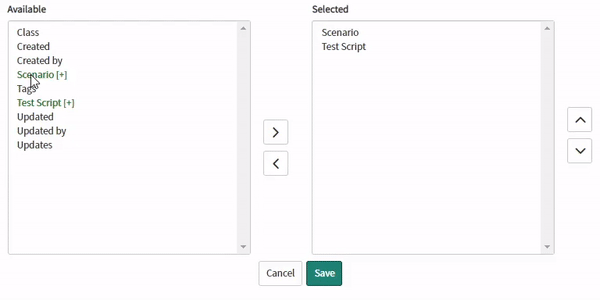 Available
Selected
Class
Created
Created by
Scenario [+]
Tags
Test Script [+]
Updated
Updated by
Updates
Scenario
Test Script
Cancel
Save